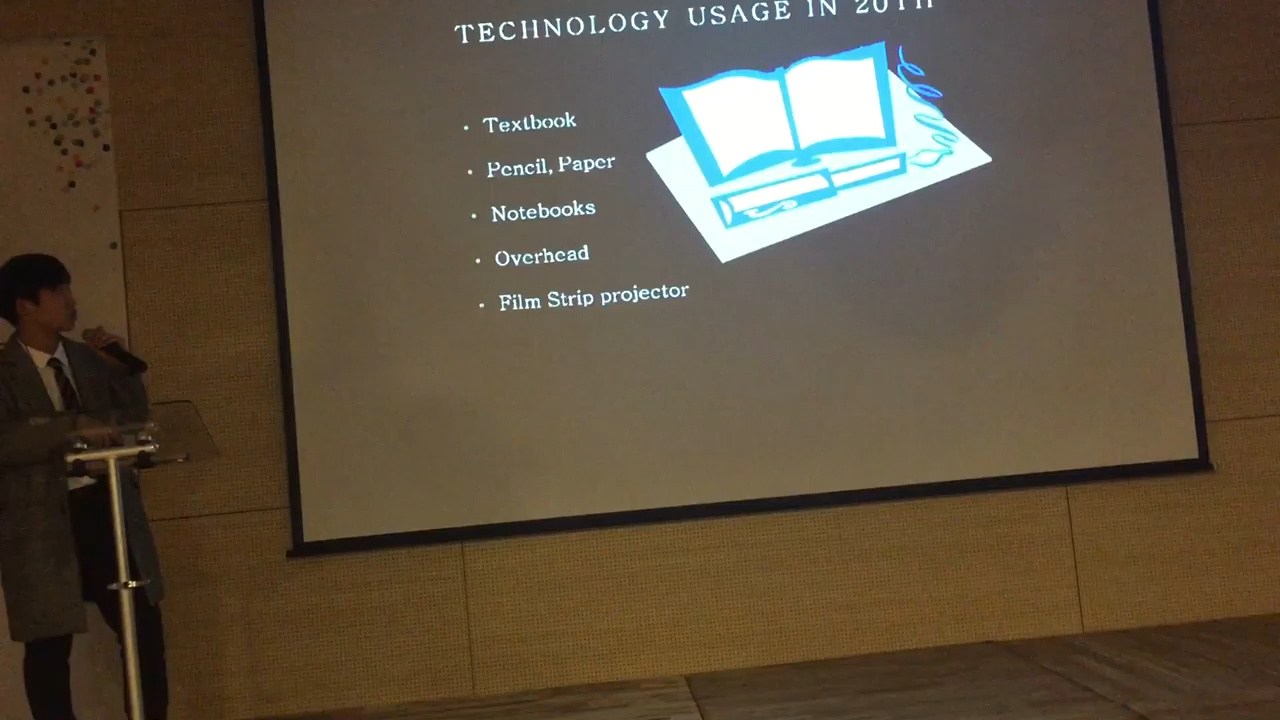 TECHNOLOGY USAGE IN 20TH
• Textbook
• Pencil, Paper
• Notebooks
• Overhead
• Film Strip projector